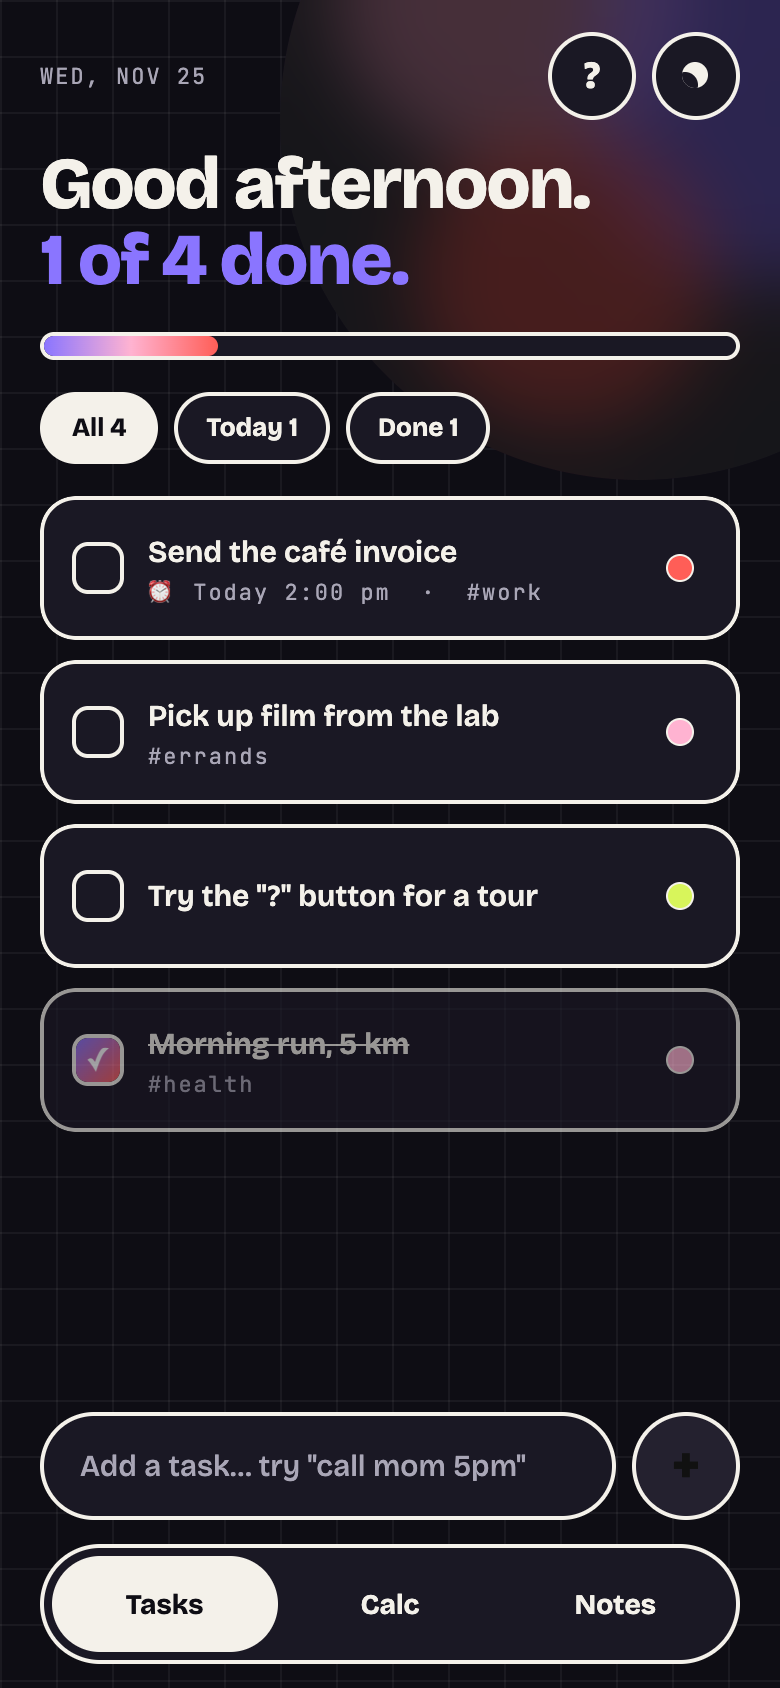 WED, NOV 25
?
Good afternoon.
1 of 4 done.
All 4
Today 1
Done 1
Send the café invoice
⏰ Today 2:00 pm · #work
Pick up film from the lab
#errands
Try the "?" button for a tour
Morning run, 5 km
#health
Add a task... try "call mom 5pm"
Tasks
Calc
Notes